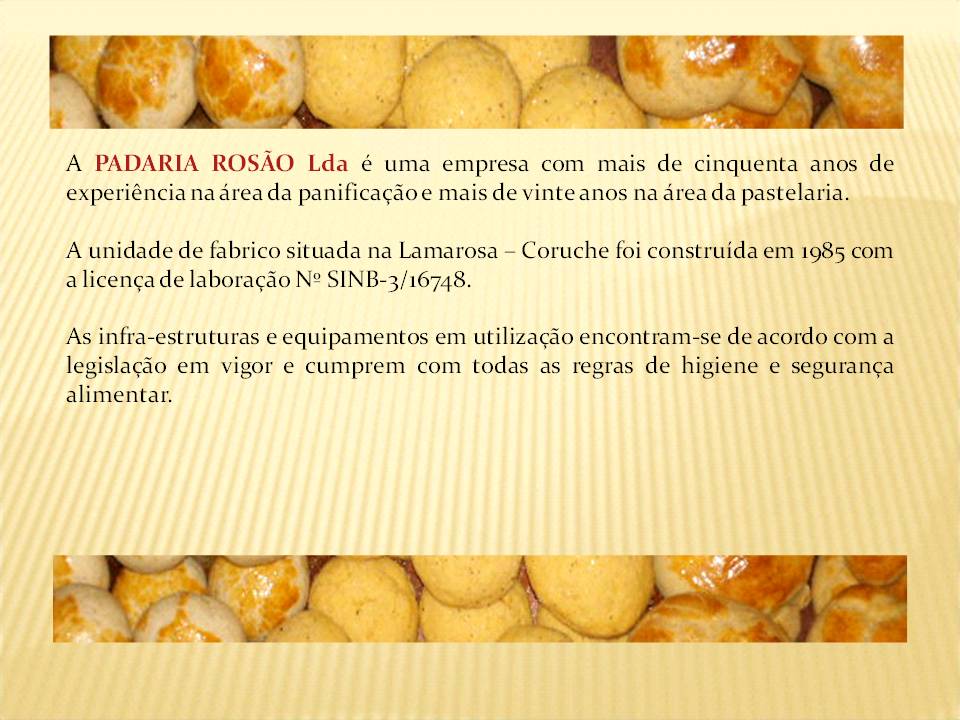 A PADARIA ROSÃO Lda é uma empresa com mais de cinquenta anos de
experiência na área da panificação e mais de vinte anos na área da pastelaria.
A unidade de fabrico situada na Lamarosa – Coruche foi construída em 1985 com
a licença de laboração Nº SINB-3/16748.
As infra-estruturas e equipamentos em utilização encontram-se de acordo com a
legislação em vigor e cumprem com todas as regras de higiene e segurança
alimentar.